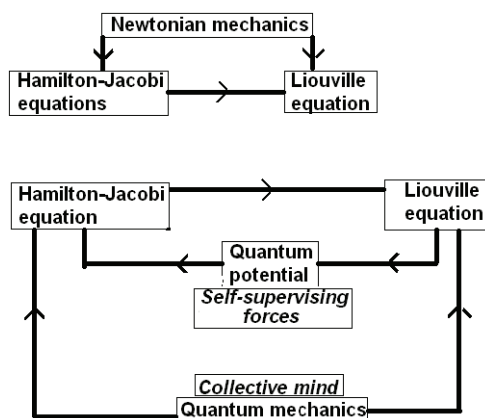 Newtonian mechanics
Hamilton-Jacobi
equations
Liouville
equation
Hamilton-Jacobi
equation
Liouville
equation
Quantum
potential
Self-supervising
forces
Collective mind
Quantum mechanics